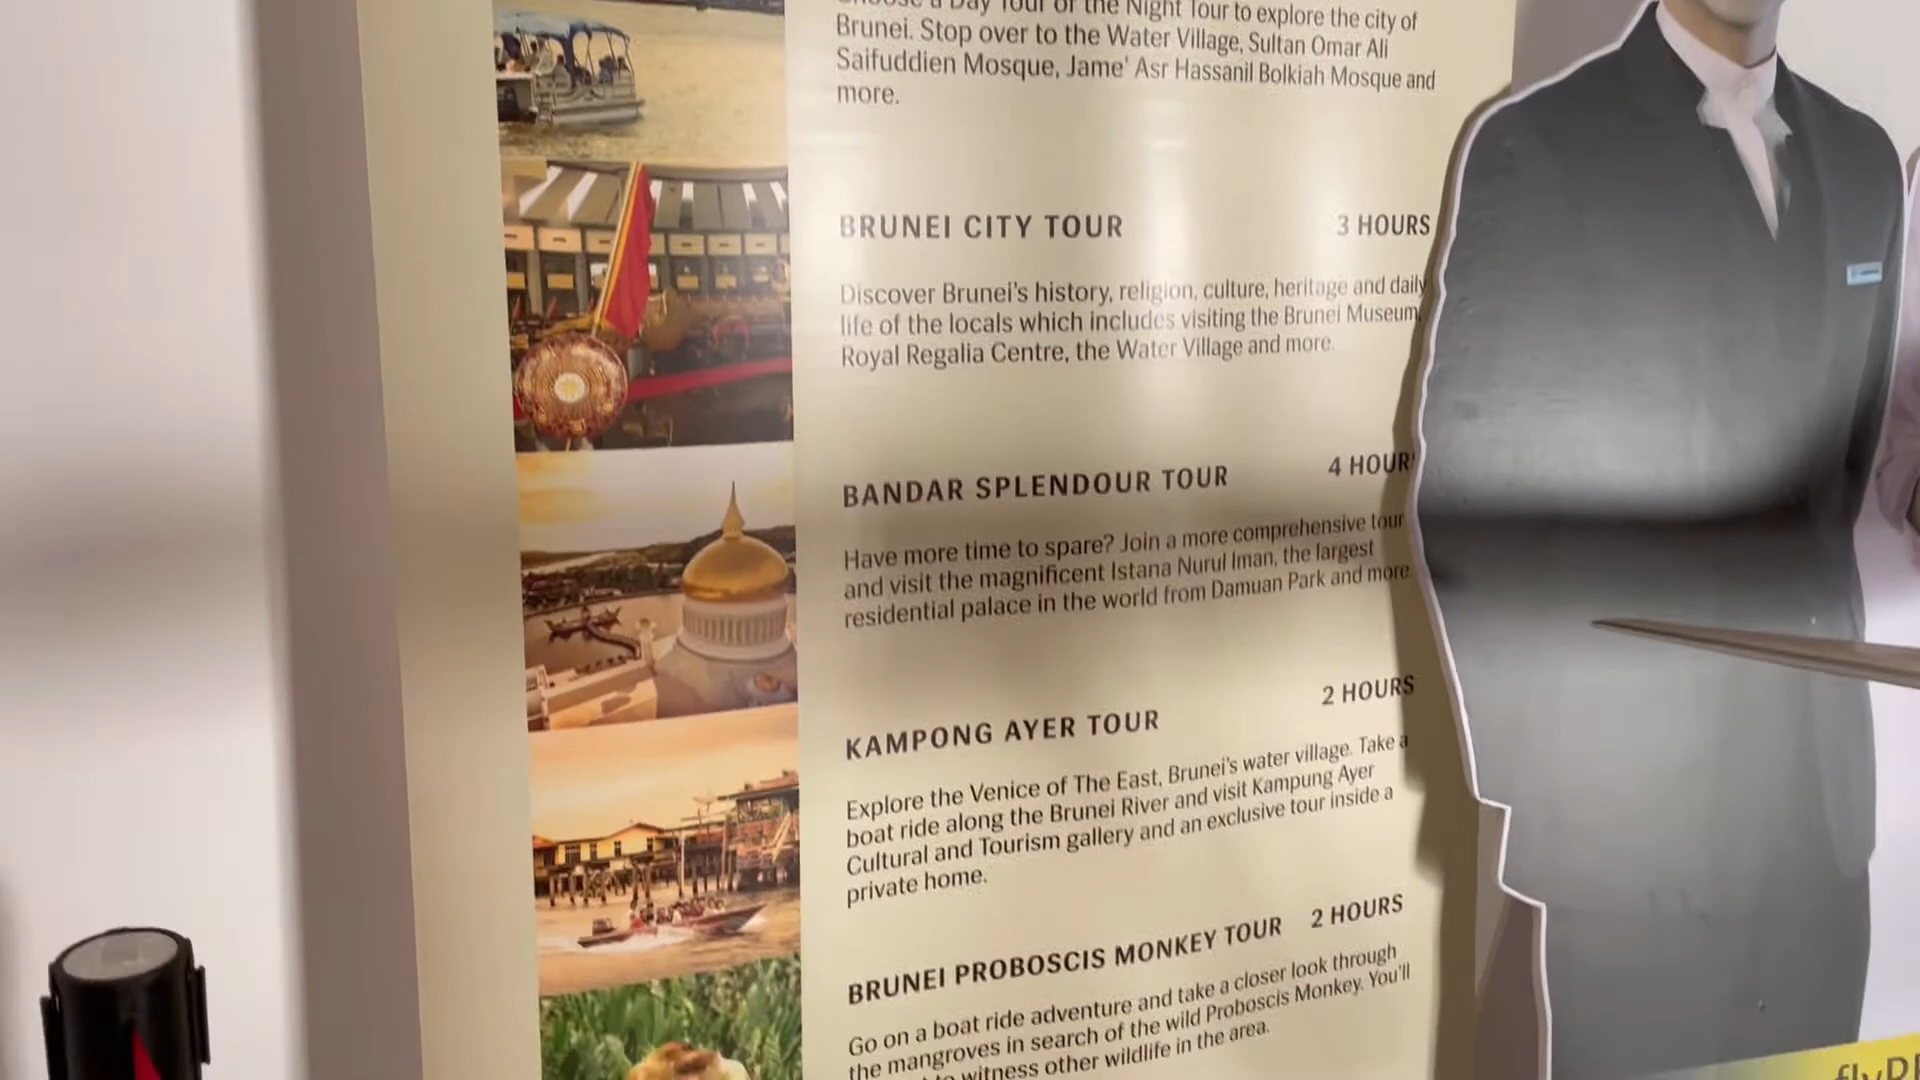 a Day Tour or the Night Tour to explore the city of
Brunei. Stop over to the Water Village, Sultan Omar Ali
Saifuddien Mosque, Jame' Asr Hassanil Bolkiah Mosque and
more.
BRUNEI CITY TOUR 3 HOURS
Discover Brunei's history, religion, culture, heritage and daily
life of the locals which includes visiting the Brunei Museum,
Royal Regalia Centre, the Water Village and more.
BANDAR SPLENDOUR TOUR 4 HOUR
Have more time to spare? Join a more comprehensive tour
and visit the magnificent Istana Nurul Iman, the largest
residential palace in the world from Damuan Park and more.
KAMPONG AYER TOUR 2 HOURS
Explore the Venice of The East, Brunei's water village. Take a
boat ride along the Brunei River and visit Kampung Ayer
Cultural and Tourism gallery and an exclusive tour inside a
private home.
BRUNEI PROBOSCIS MONKEY TOUR 2 HOURS
Go on a boat ride adventure and take a closer look through
the mangroves in search of the wild Proboscis Monkey. You'll
witness other wildlife in the area.